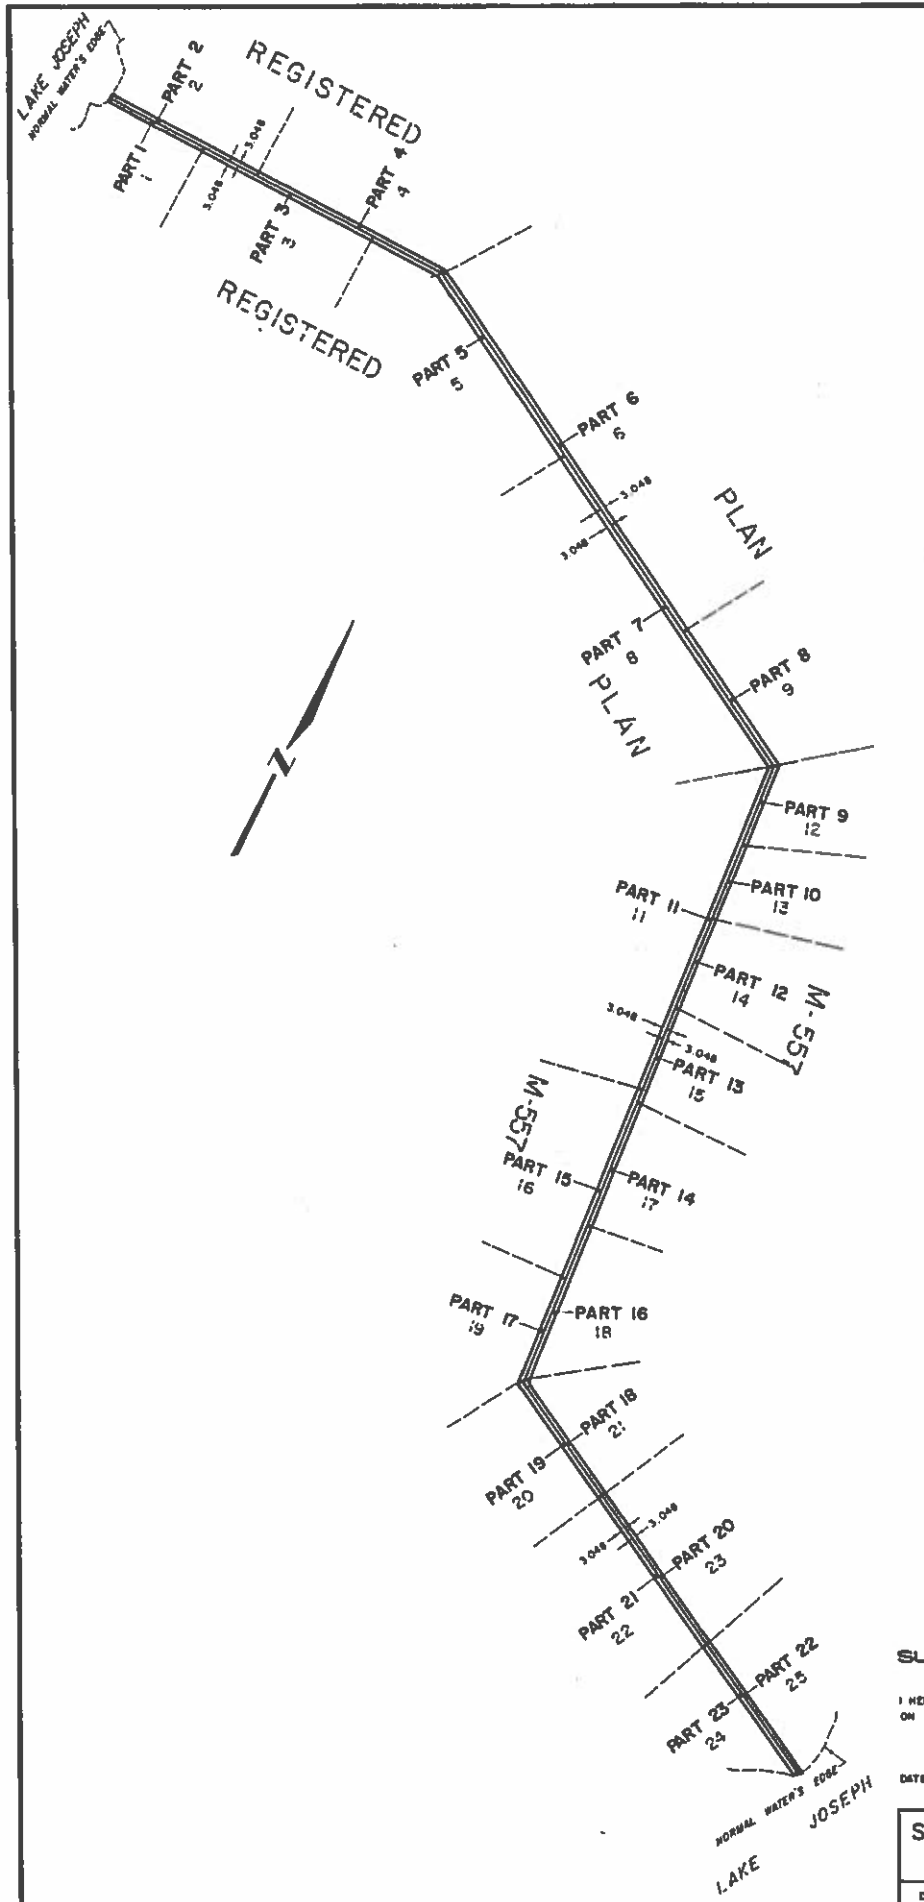 LAKE JOSEPH
NORMAL WATER'S EDGE
PART 2
2
REGISTERED
PART 1
1
3.048
3.048
PART 4
4
PART 3
3
REGISTERED
PART 5
5
PART 6
6
3.048
3.048
PLAN
PART 7
8
PLAN
PART 8
9
N
PART 9
12
PART 10
13
PART 11
11
PART 12
14
M-557
3.048
3.048
PART 13
15
M-557
PART 15
16
PART 14
17
PART 17
19
PART 16
18
PART 18
21
PART 19
20
3.048
3.048
PART 20
23
PART 21
22
PART 22
25
PART 23
24
NORMAL WATER'S EDGE
LAKE JOSEPH
SU
I HE
ON
DATE
S